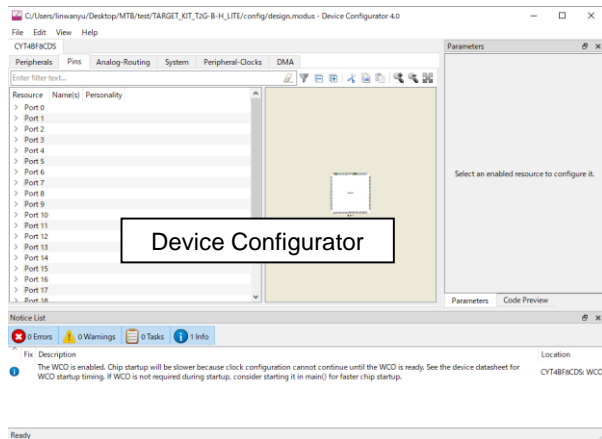 C:/Users/linwanyu/Desktop/MTB/test/TARGET_KIT_T2G-B-H_LITE/config/design.modus - Device Configurator 4.0
File Edit View Help
CYT4BF8CDS
Parameters
Peripherals Pins Analog-Routing System Peripheral-Clocks DMA
Enter filter text...
Resource Name(s) Personality
> Port 0
> Port 1
> Port 2
> Port 3
> Port 4
> Port 5
> Port 6
> Port 7
> Port 8
> Port 9
> Port 10
> Port 11
> Port 12
> Port 13
> Port 14
> Port 15
> Port 16
> Port 17
> Port 18
Select an enabled resource to configure it.
Device Configurator
Parameters Code Preview
Notice List
0 Errors 0 Warnings 0 Tasks 1 Info
Fix Description Location
The WCO is enabled. Chip startup will be slower because clock configuration cannot continue until the WCO is ready. See the device datasheet for
WCO startup timing. If WCO is not required during startup, consider starting it in main() for faster chip startup.
CYT4BF8CDS: WCO
Ready